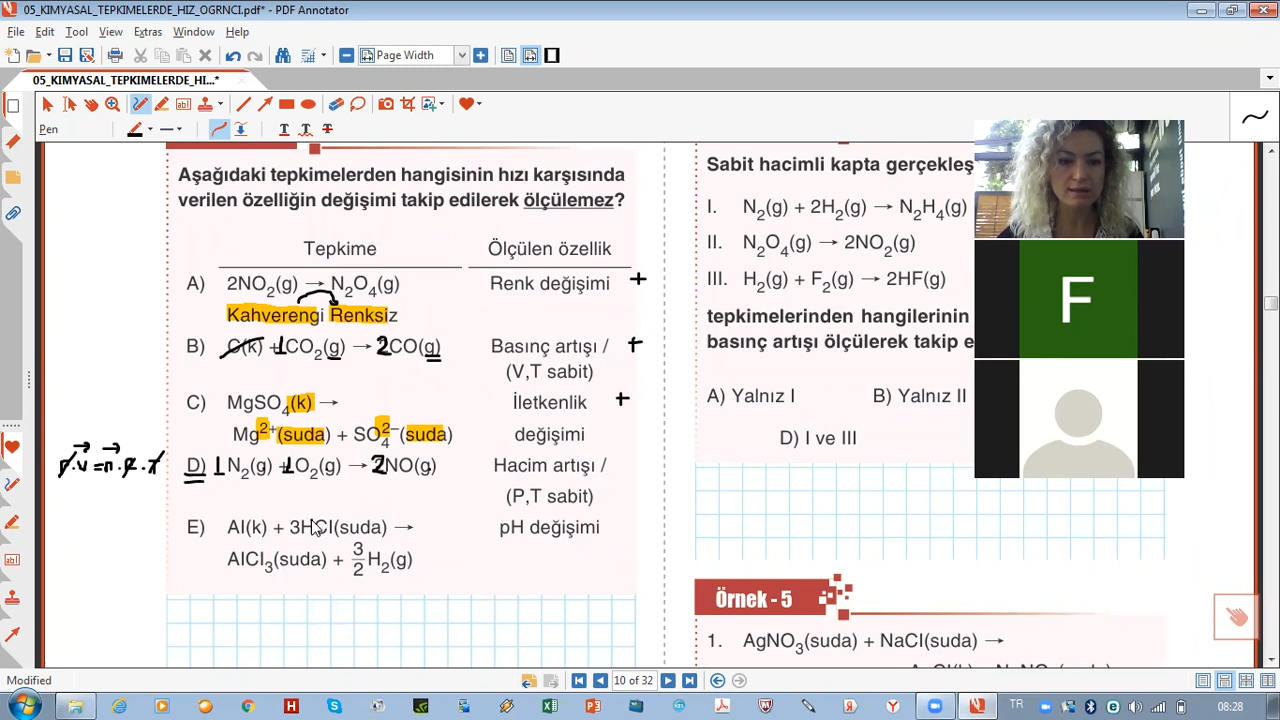 05_KIMYASAL_TEPKIMELERDE_HIZ_OGRNCI.pdf* - PDF Annotator
File Edit Tool View Extras Window Help
Page Width
05_KIMYASAL_TEPKIMELERDE_HI...*
Pen
Aşağıdaki tepkimelerden hangisinin hızı karşısında
verilen özelliğin değişimi takip edilerek ölçülemez?
Tepkime Ölçülen özellik
A) 2NO₂(g) → N₂O₄(g) Renk değişimi +
Kahverengi Renksiz
B) C(k) + 1CO₂(g) → 2CO(g) Basınç artışı / +
(V,T sabit)
C) MgSO₄(k) → İletkenlik +
Mg²⁺(suda) + SO₄²⁻(suda) değişimi
P.V=n.R.T
D) 1N₂(g) + 1O₂(g) → 2NO(g) Hacim artışı /
(P,T sabit)
E) Al(k) + 3HCl(suda) → pH değişimi
AlCl₃(suda) + 3/2 H₂(g)
Sabit hacimli kapta gerçekleş
I. N₂(g) + 2H₂(g) → N₂H₄(g)
II. N₂O₄(g) → 2NO₂(g)
III. H₂(g) + F₂(g) → 2HF(g)
tepkimelerinden hangilerinin
basınç artışı ölçülerek takip e
A) Yalnız I B) Yalnız II
D) I ve III
F
Örnek - 5
1. AgNO₃(suda) + NaCl(suda) →
Modified
10 of 32
TR
08:28